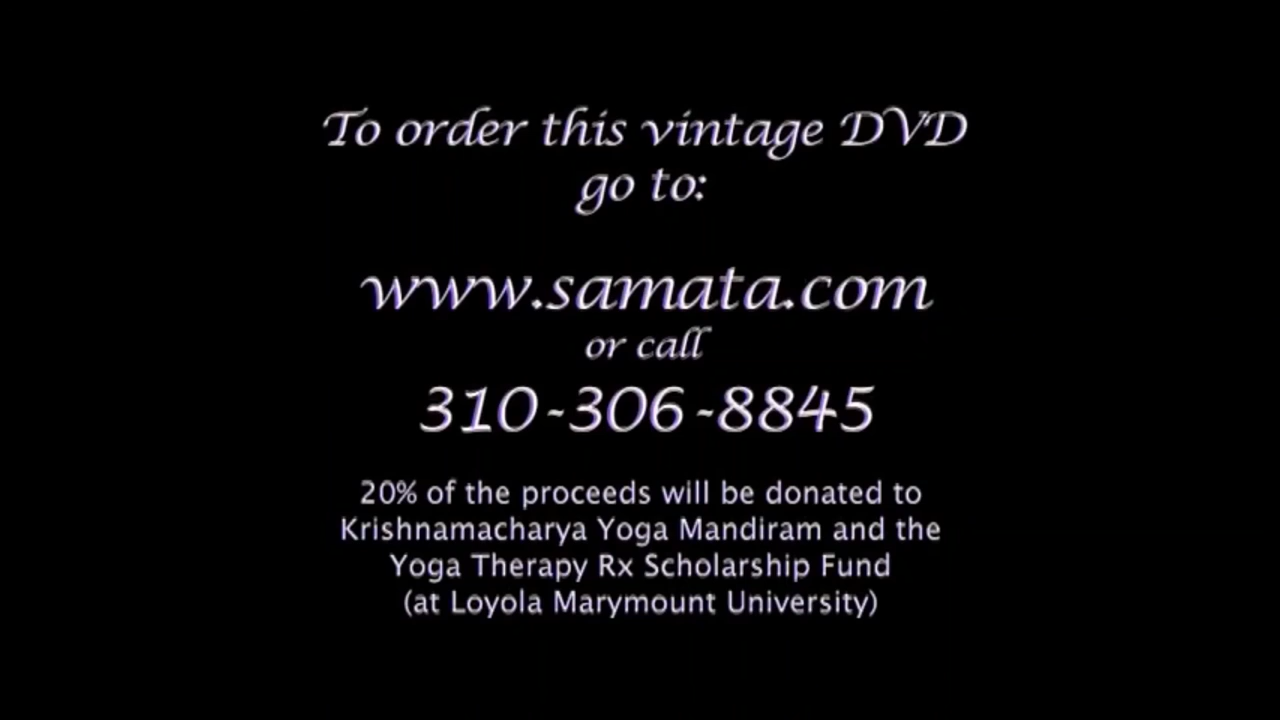 To order this vintage DVD
go to:
www.samata.com
or call
310-306-8845
20% of the proceeds will be donated to
Krishnamacharya Yoga Mandiram and the
Yoga Therapy Rx Scholarship Fund
(at Loyola Marymount University)